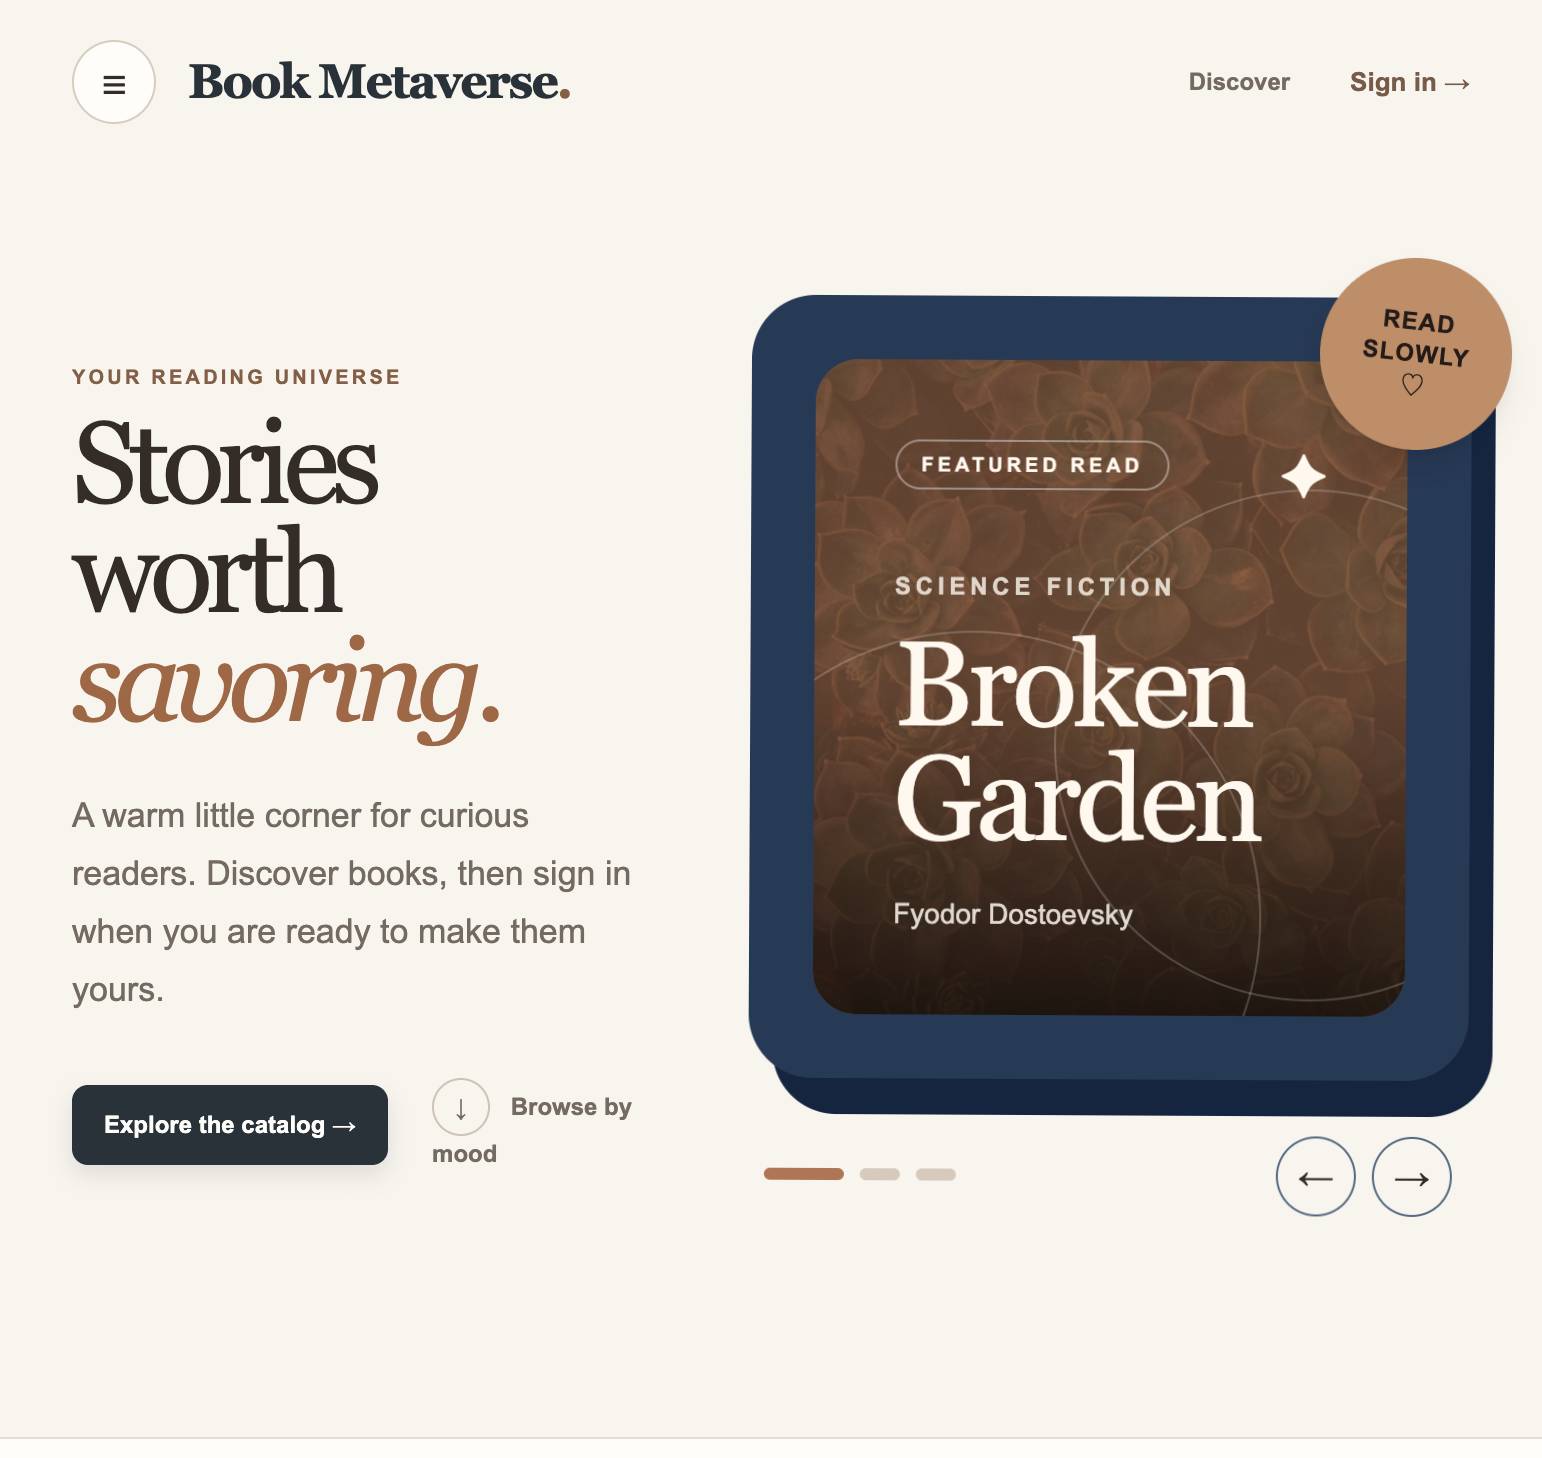 Book Metaverse.
Discover
Sign in →
YOUR READING UNIVERSE
Stories
worth
savoring.
A warm little corner for curious
readers. Discover books, then sign in
when you are ready to make them
yours.
Explore the catalog →
↓ Browse by
mood
READ
SLOWLY
♡
FEATURED READ
SCIENCE FICTION
Broken
Garden
Fyodor Dostoevsky
← →